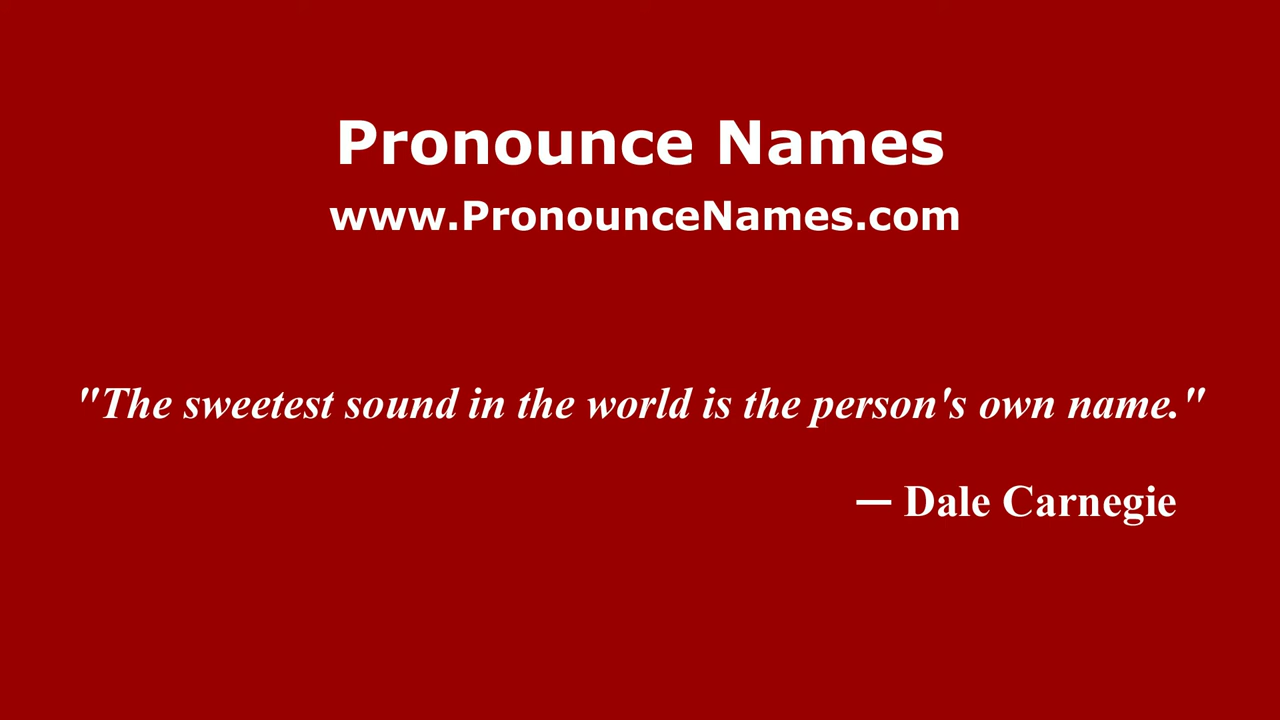 Pronounce Names
www.PronounceNames.com
"The sweetest sound in the world is the person's own name."
— Dale Carnegie